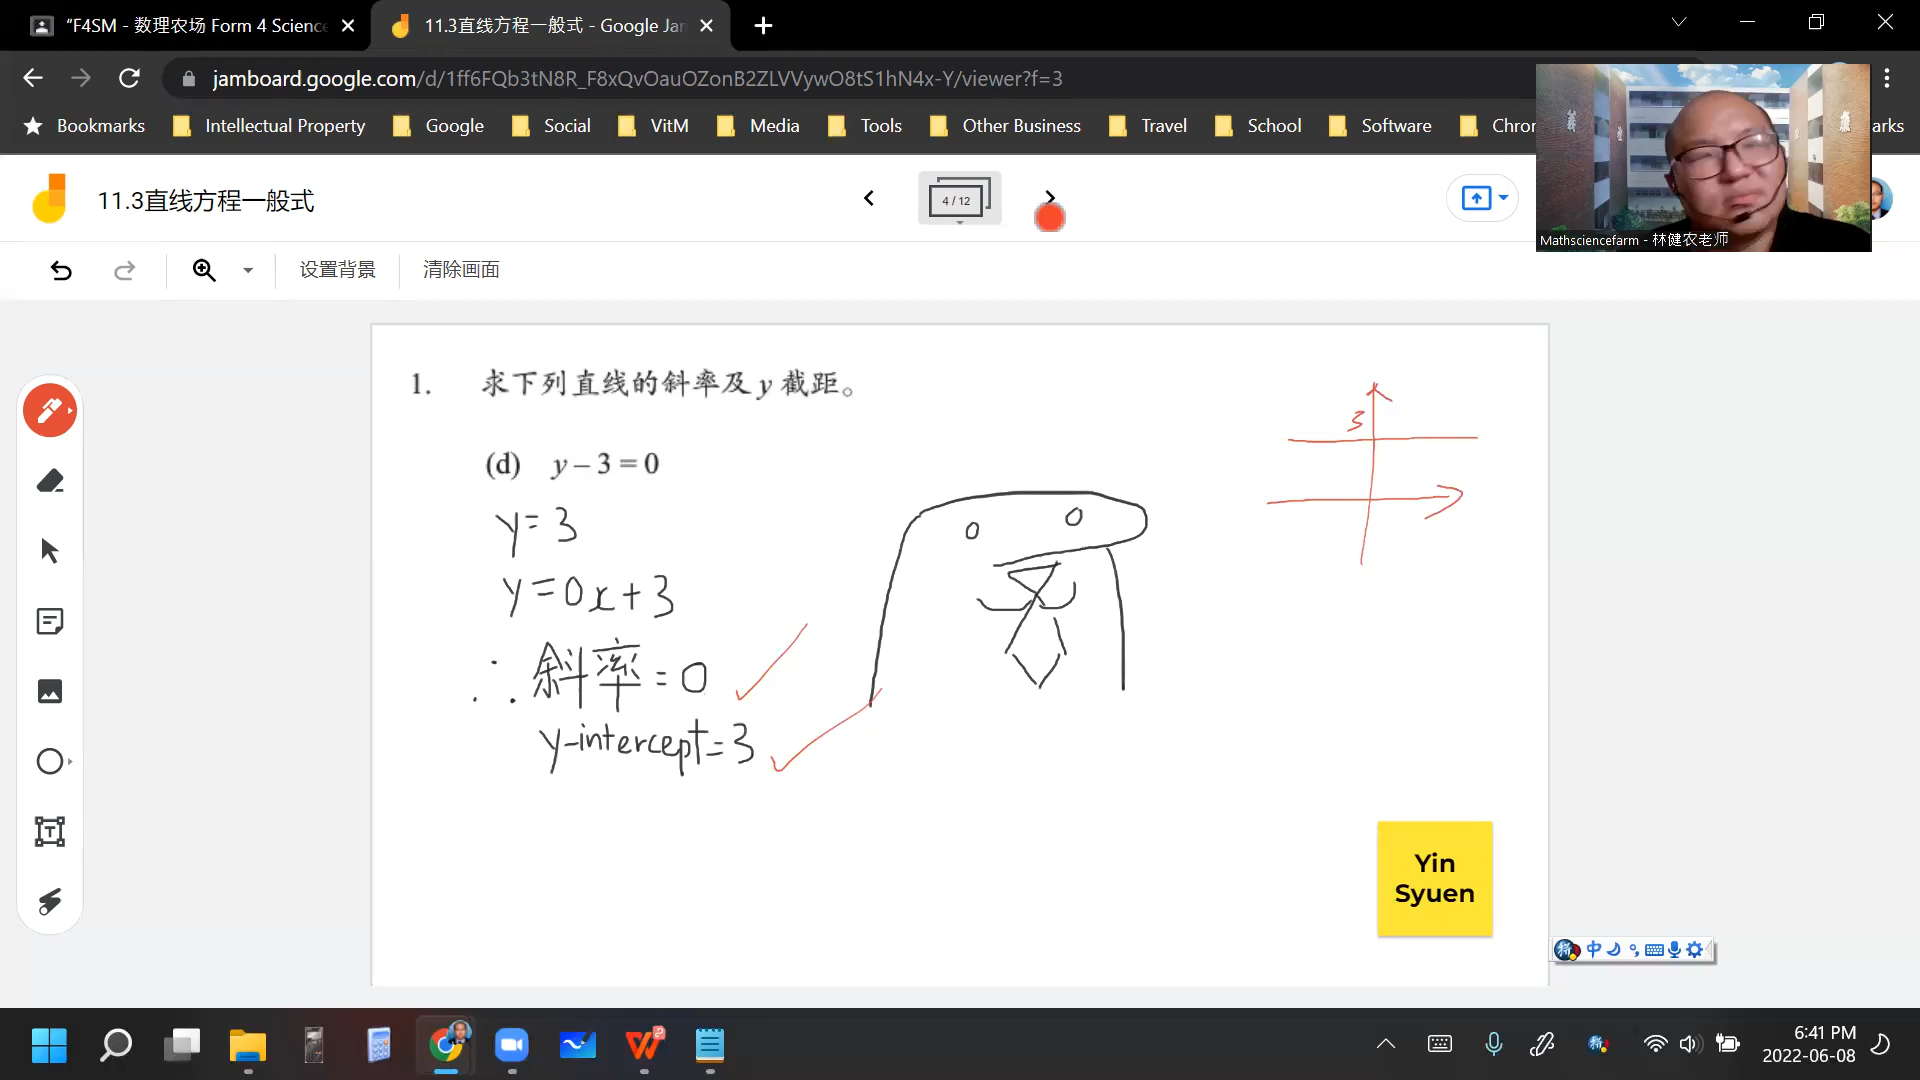 “F4SM - 数理农场 Form 4 Science
11.3直线方程一般式 - Google Jam
jamboard.google.com/d/1ff6FQb3tN8R_F8xQvOauOZonB2ZLVVywO8tS1hN4x-Y/viewer?f=3
Bookmarks Intellectual Property Google Social VitM Media Tools Other Business Travel School Software Chron arks
11.3直线方程一般式
4 / 12
Mathsciencefarm - 林健农老师
设置背景 清除画面
1. 求下列直线的斜率及 y 截距。
3
(d) y – 3 = 0
y = 3
y = 0x + 3
∴ 斜率 = 0
y-intercept = 3
Yin
Syuen
中
6:41 PM
2022-06-08